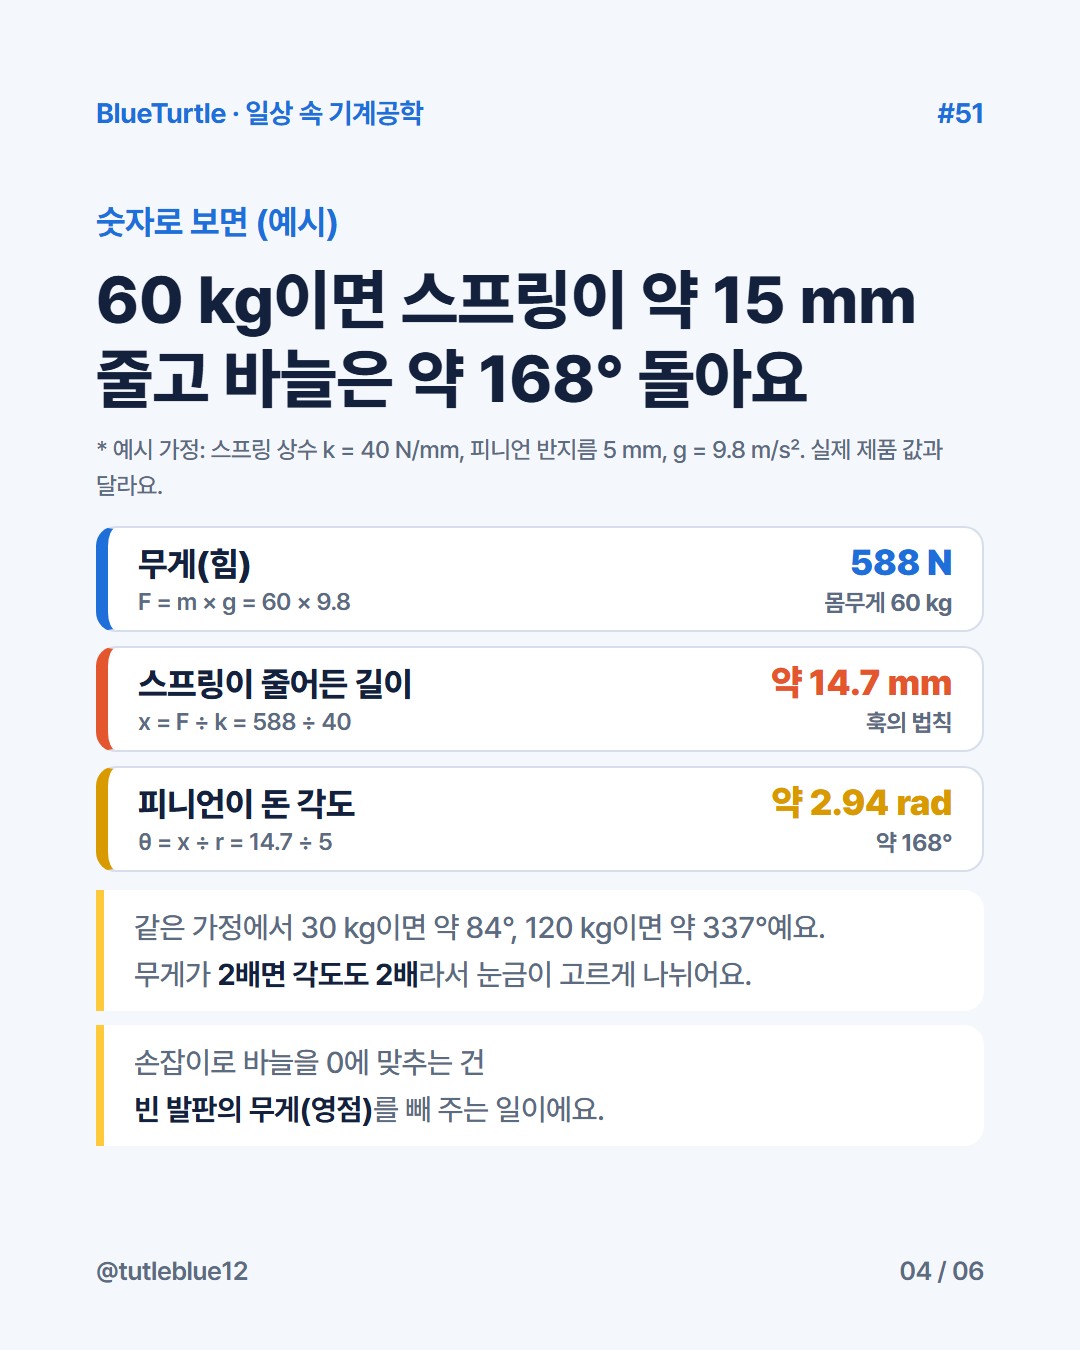 BlueTurtle · 일상 속 기계공학
#51
숫자로 보면 (예시)
60 kg이면 스프링이 약 15 mm
줄고 바늘은 약 168° 돌아요
* 예시 가정: 스프링 상수 k = 40 N/mm, 피니언 반지름 5 mm, g = 9.8 m/s². 실제 제품 값과
달라요.
무게(힘)
588 N
F = m × g = 60 × 9.8
몸무게 60 kg
스프링이 줄어든 길이
약 14.7 mm
x = F ÷ k = 588 ÷ 40
훅의 법칙
피니언이 돈 각도
약 2.94 rad
θ = x ÷ r = 14.7 ÷ 5
약 168°
같은 가정에서 30 kg이면 약 84°, 120 kg이면 약 337°예요.
무게가 2배면 각도도 2배라서 눈금이 고르게 나뉘어요.
손잡이로 바늘을 0에 맞추는 건
빈 발판의 무게(영점)를 빼 주는 일이에요.
@tutleblue12
04 / 06